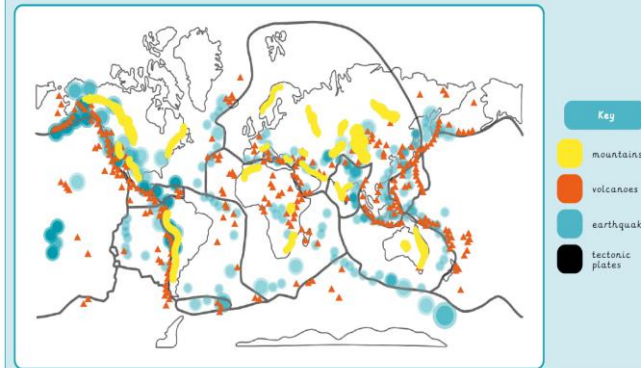 Key
mountains
volcanoes
earthquak
tectonic
plates